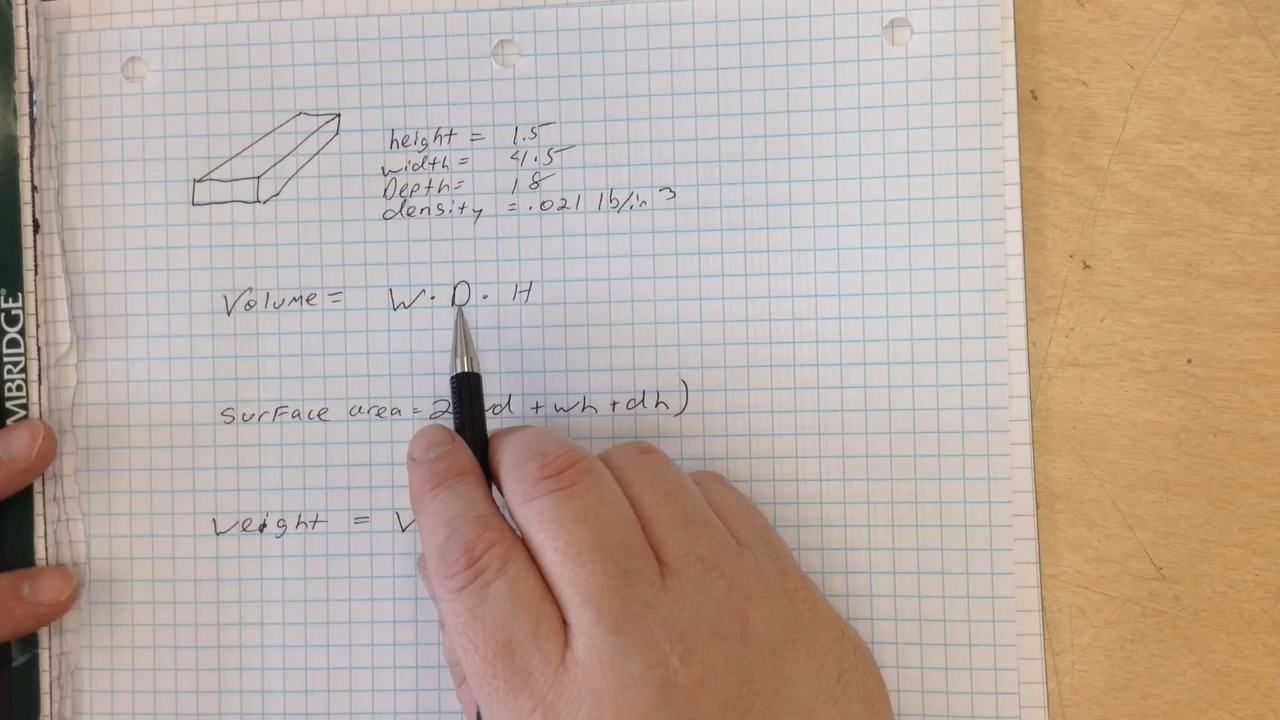 height = 1.5
width = 4.5
Depth = 18
density = .021 lb/in 3
Volume = W · D · H
surface area = 2 d + wh + dh)
weight = V
MBRIDGE®